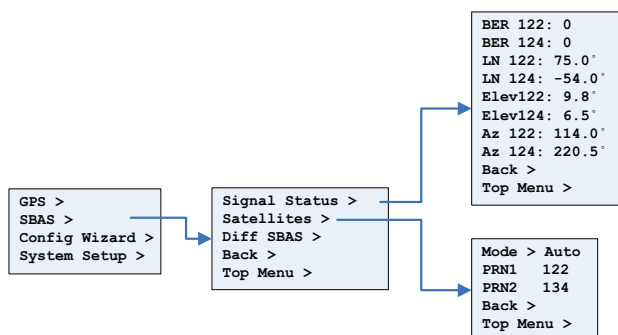 GPS >
SBAS >
Config Wizard >
System Setup >
Signal Status >
Satellites >
Diff SBAS >
Back >
Top Menu >
BER 122: 0
BER 124: 0
LN 122: 75.0°
LN 124: -54.0°
Elev122: 9.8°
Elev124: 6.5°
Az 122: 114.0°
Az 124: 220.5°
Back >
Top Menu >
Mode > Auto
PRN1 122
PRN2 134
Back >
Top Menu >